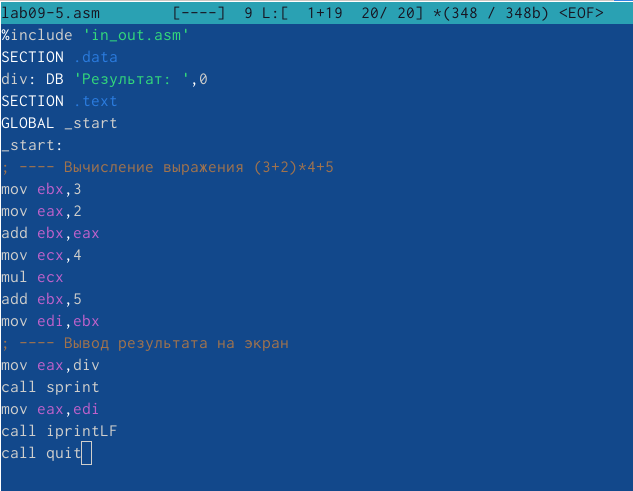 lab09-5.asm [----] 9 L:[ 1+19 20/ 20] *(348 / 348b) <EOF>
%include 'in_out.asm'
SECTION .data
div: DB 'Результат: ',0
SECTION .text
GLOBAL _start
_start:
; ---- Вычисление выражения (3+2)*4+5
mov ebx,3
mov eax,2
add ebx,eax
mov ecx,4
mul ecx
add ebx,5
mov edi,ebx
; ---- Вывод результата на экран
mov eax,div
call sprint
mov eax,edi
call iprintLF
call quit